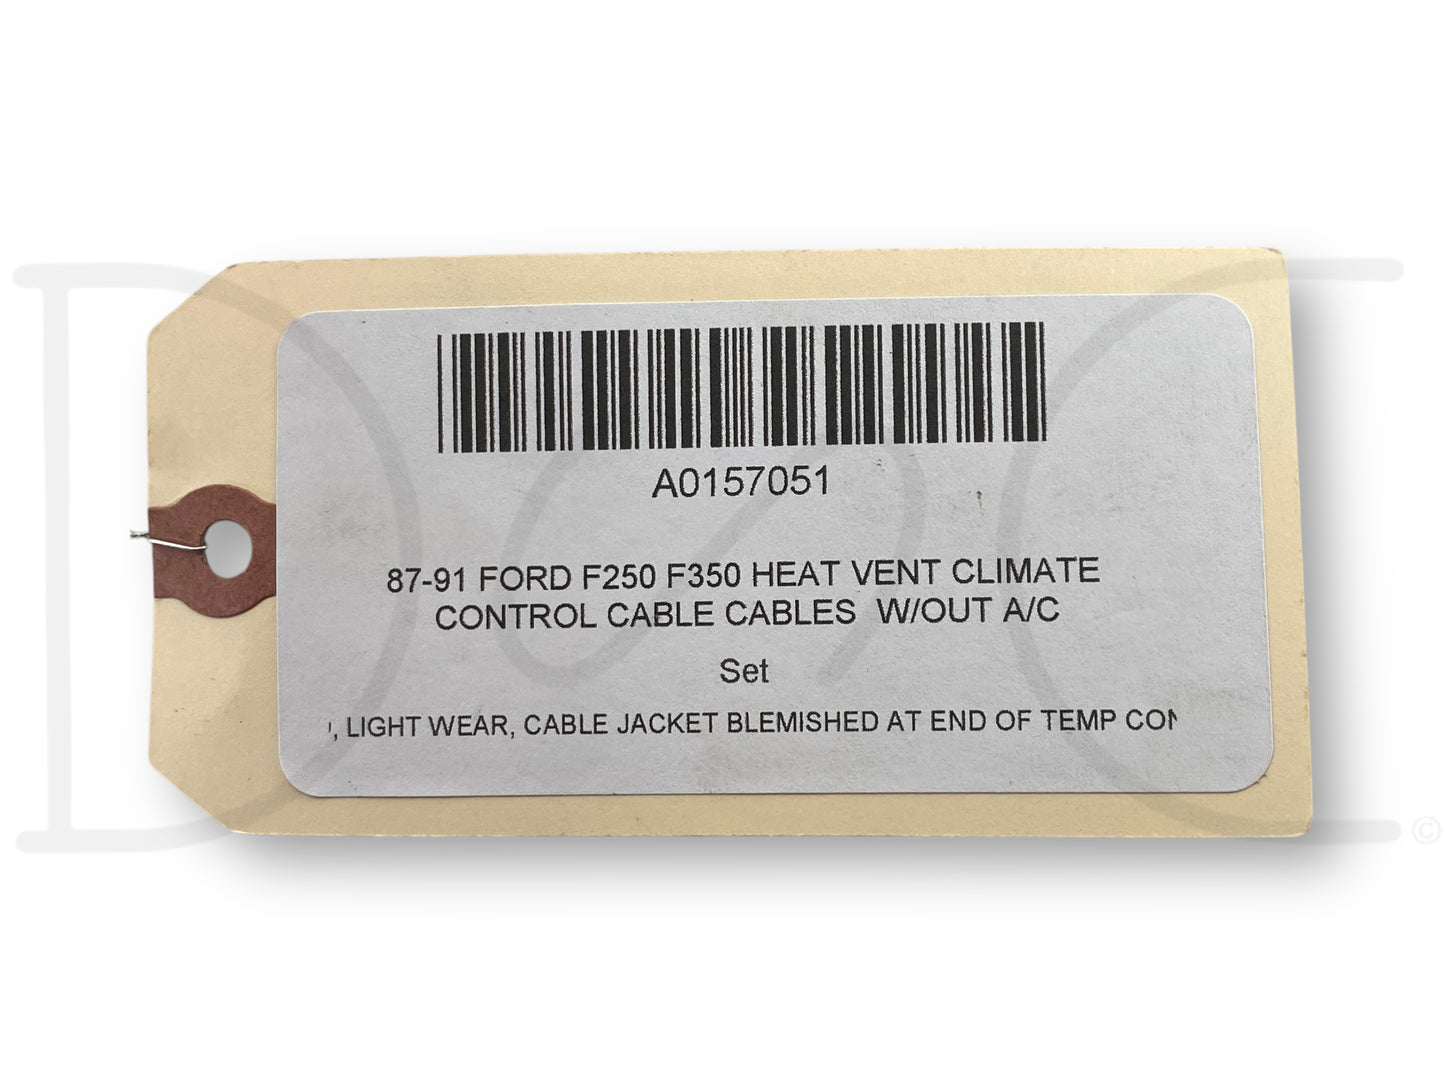 A0157051
87-91 FORD F250 F350 HEAT VENT CLIMATE
CONTROL CABLE CABLES W/OUT A/C
Set
, LIGHT WEAR, CABLE JACKET BLEMISHED AT END OF TEMP
©